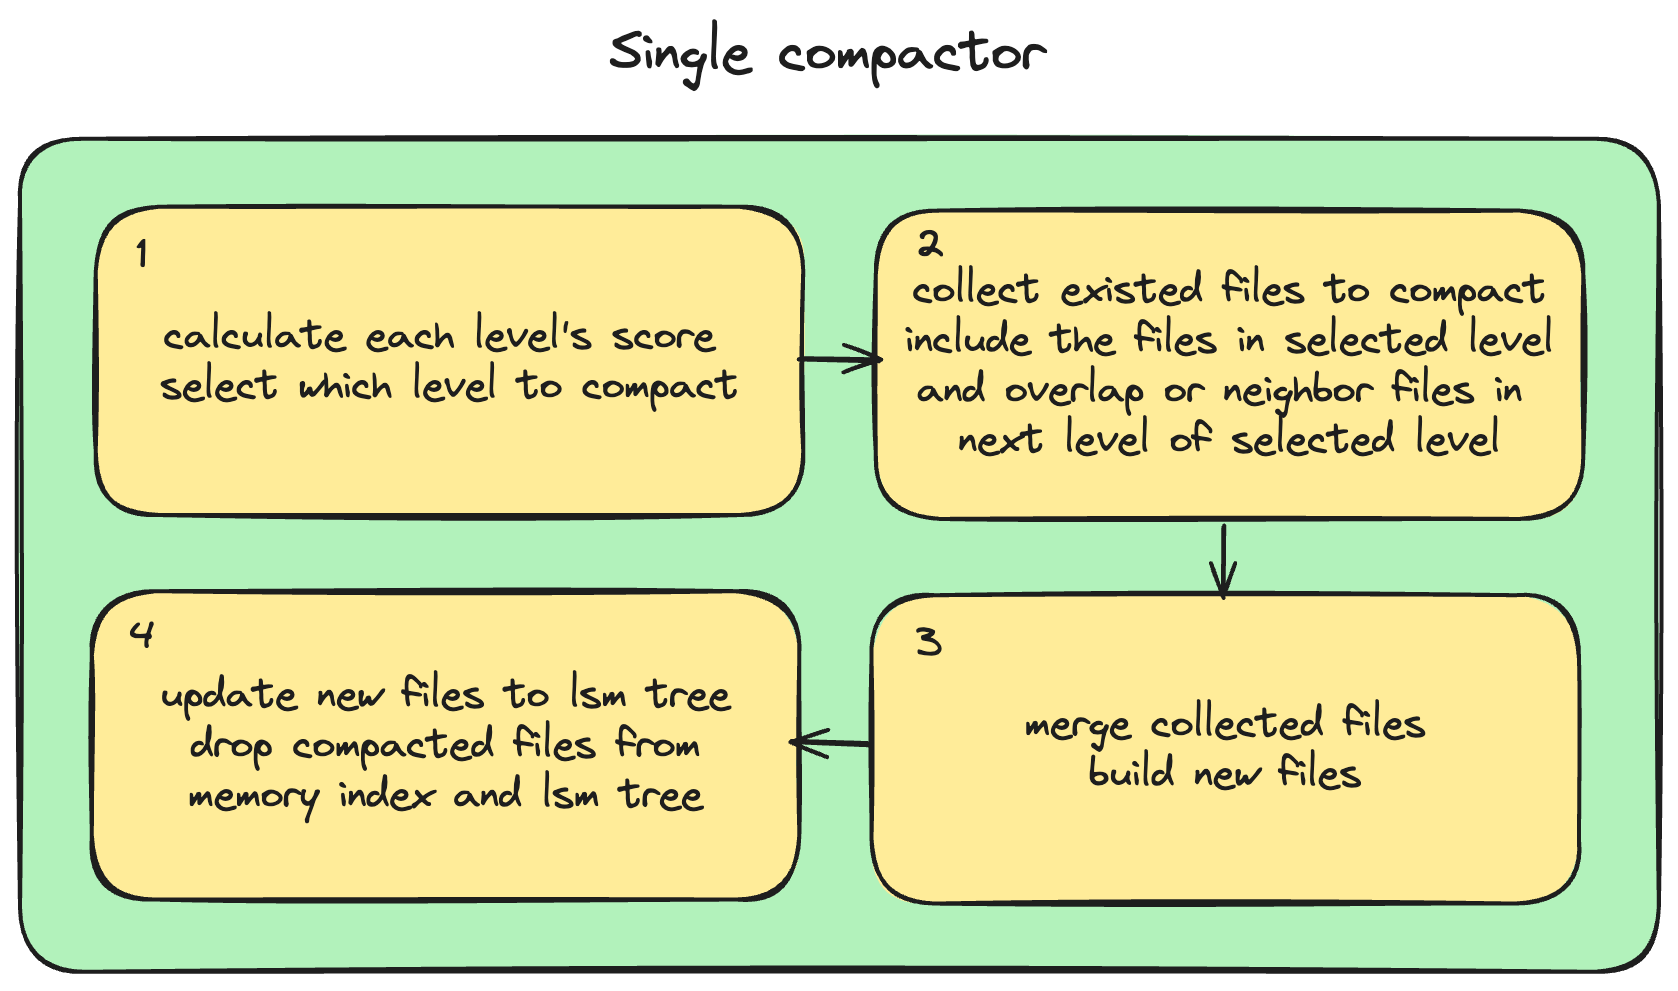 Single compactor
1
calculate each level's score
select which level to compact
2
collect existed files to compact
include the files in selected level
and overlap or neighbor files in
next level of selected level
3
merge collected files
build new files
4
update new files to lsm tree
drop compacted files from
memory index and lsm tree